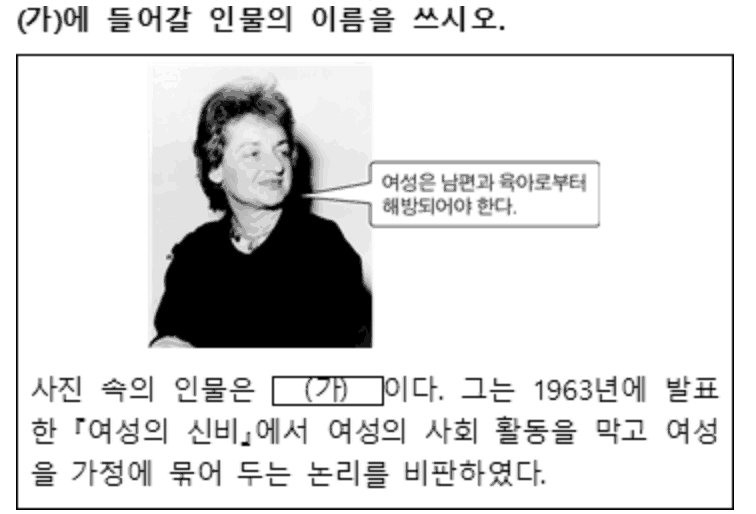 (가)에 들어갈 인물의 이름을 쓰시오.
여성은 남편과 육아로부터
해방되어야 한다.
사진 속의 인물은 (가) 이다. 그는 1963년에 발표
한 『여성의 신비』에서 여성의 사회 활동을 막고 여성
을 가정에 묶어 두는 논리를 비판하였다.